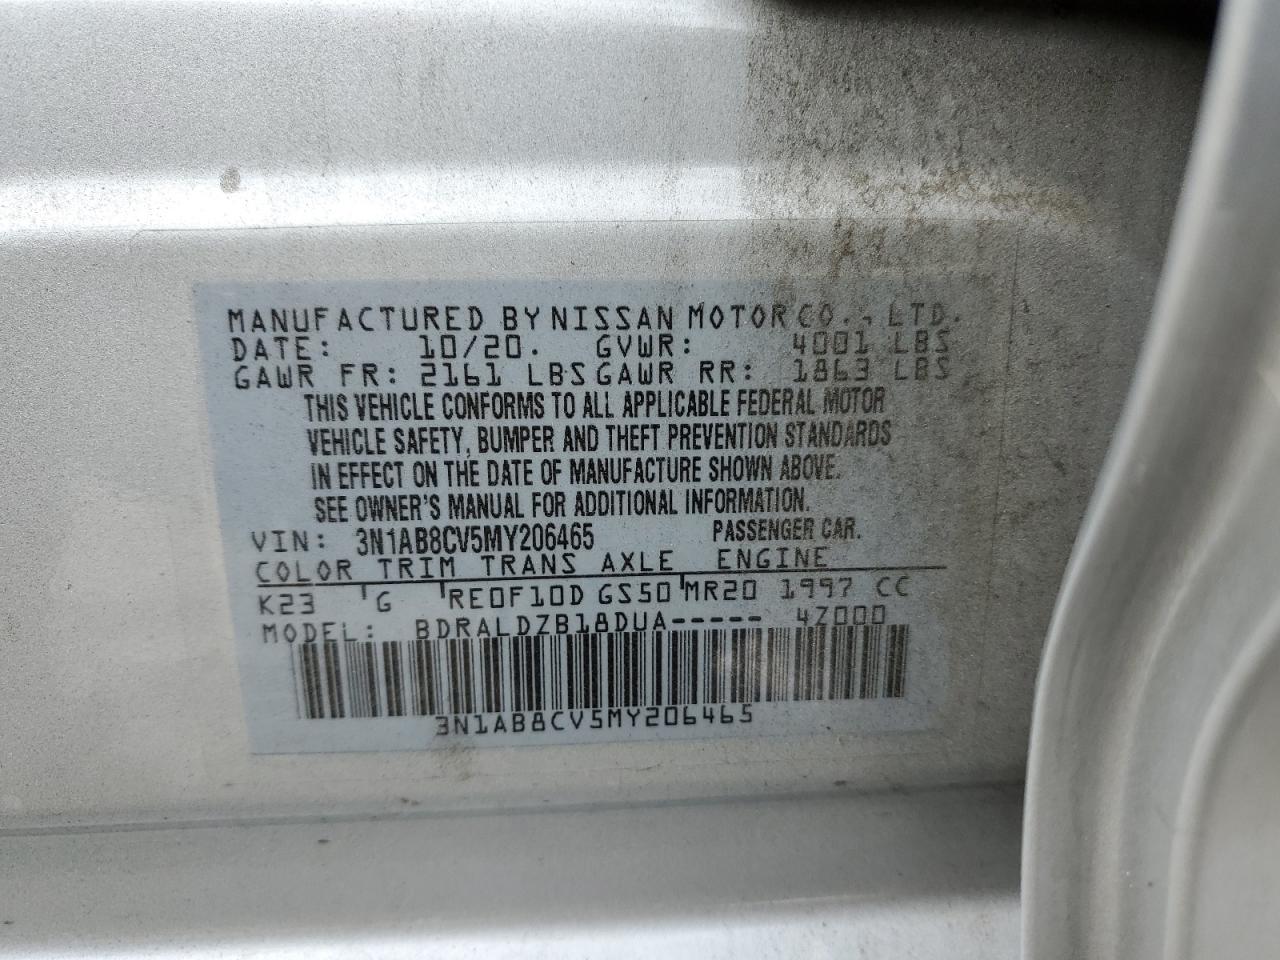 MANUFACTURED BY NISSAN MOTOR CO., LTD.
DATE: 10/20. GVWR: 4001 LBS
GAWR FR: 2161 LBS GAWR RR: 1863 LBS
THIS VEHICLE CONFORMS TO ALL APPLICABLE FEDERAL MOTOR
VEHICLE SAFETY, BUMPER AND THEFT PREVENTION STANDARDS
IN EFFECT ON THE DATE OF MANUFACTURE SHOWN ABOVE.
SEE OWNER'S MANUAL FOR ADDITIONAL INFORMATION.
VIN: 3N1AB8CV5MY206465 PASSENGER CAR.
COLOR TRIM TRANS AXLE ENGINE
K23 G RE0F10D GS50 MR20 1997 CC
MODEL: BDRALDZB18DUA----- 4Z000
3N1AB8CV5MY206465